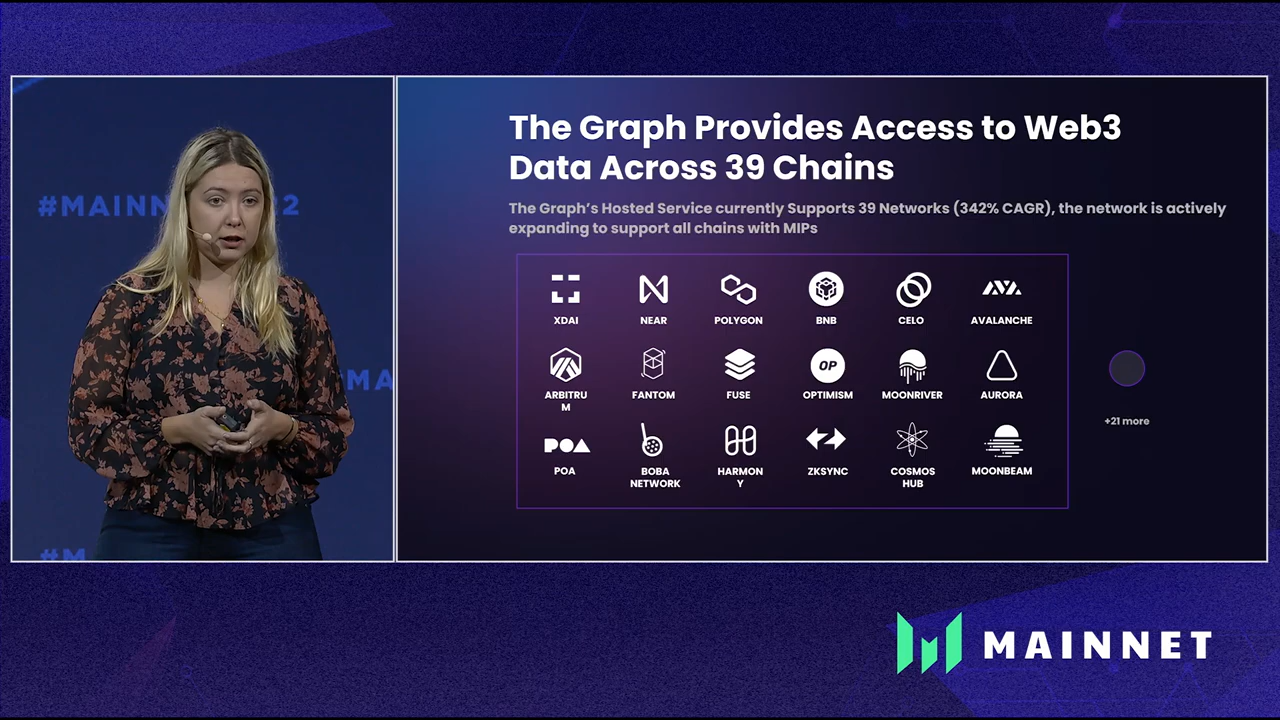 #MAINN 2
MA
#M
The Graph Provides Access to Web3
Data Across 39 Chains
The Graph's Hosted Service currently Supports 39 Networks (342% CAGR), the network is actively
expanding to support all chains with MIPs
XDAI NEAR POLYGON BNB CELO AVALANCHE
OP
ARBITRU
M FANTOM FUSE OPTIMISM MOONRIVER AURORA
+21 more
POA
POA BOBA
NETWORK HARMON
Y ZKSYNC COSMOS
HUB MOONBEAM
MAINNET